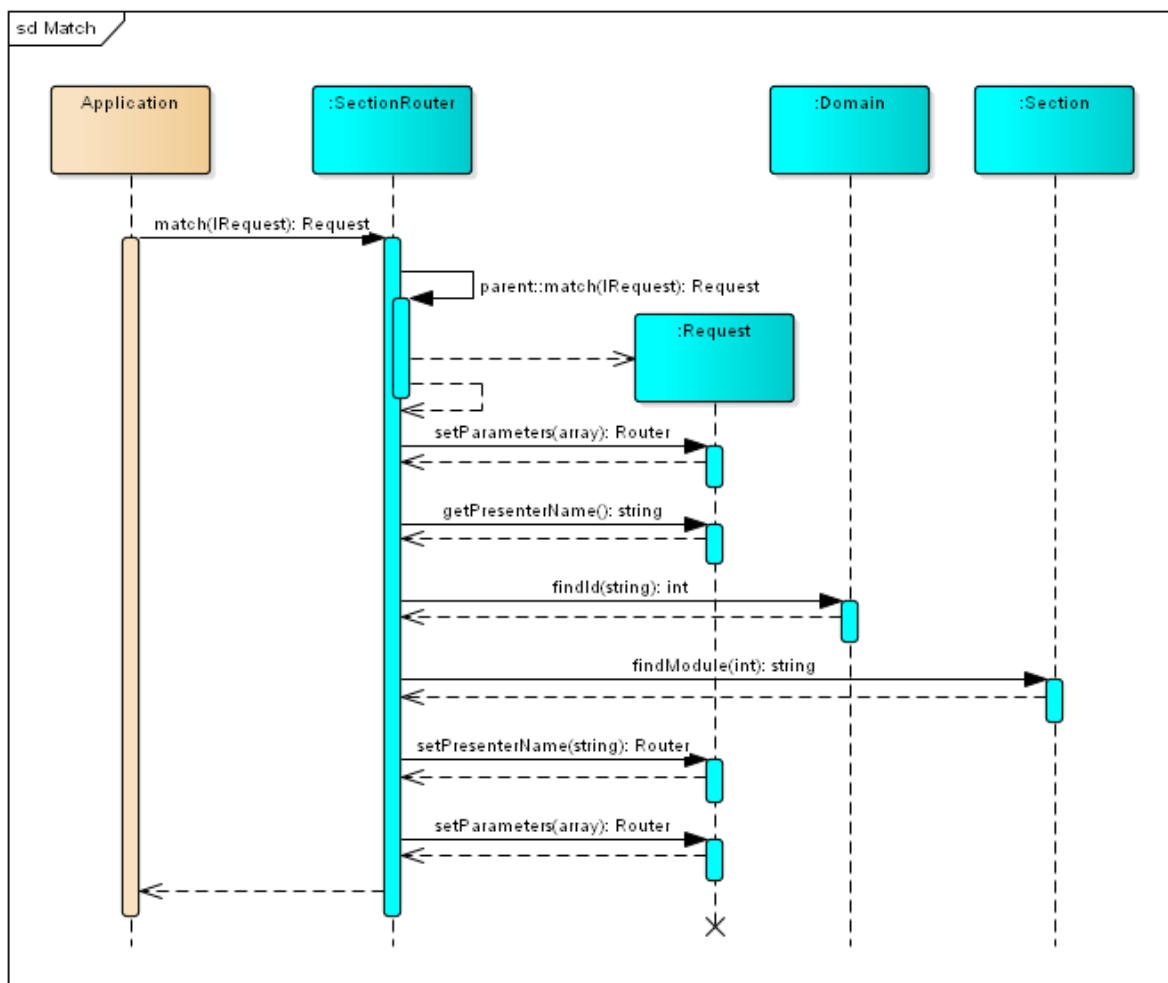 sd Match
Application
:SectionRouter
:Domain
:Section
match(IRequest): Request
parent::match(IRequest): Request
:Request
setParameters(array): Router
getPresenterName(): string
findId(string): int
findModule(int): string
setPresenterName(string): Router
setParameters(array): Router